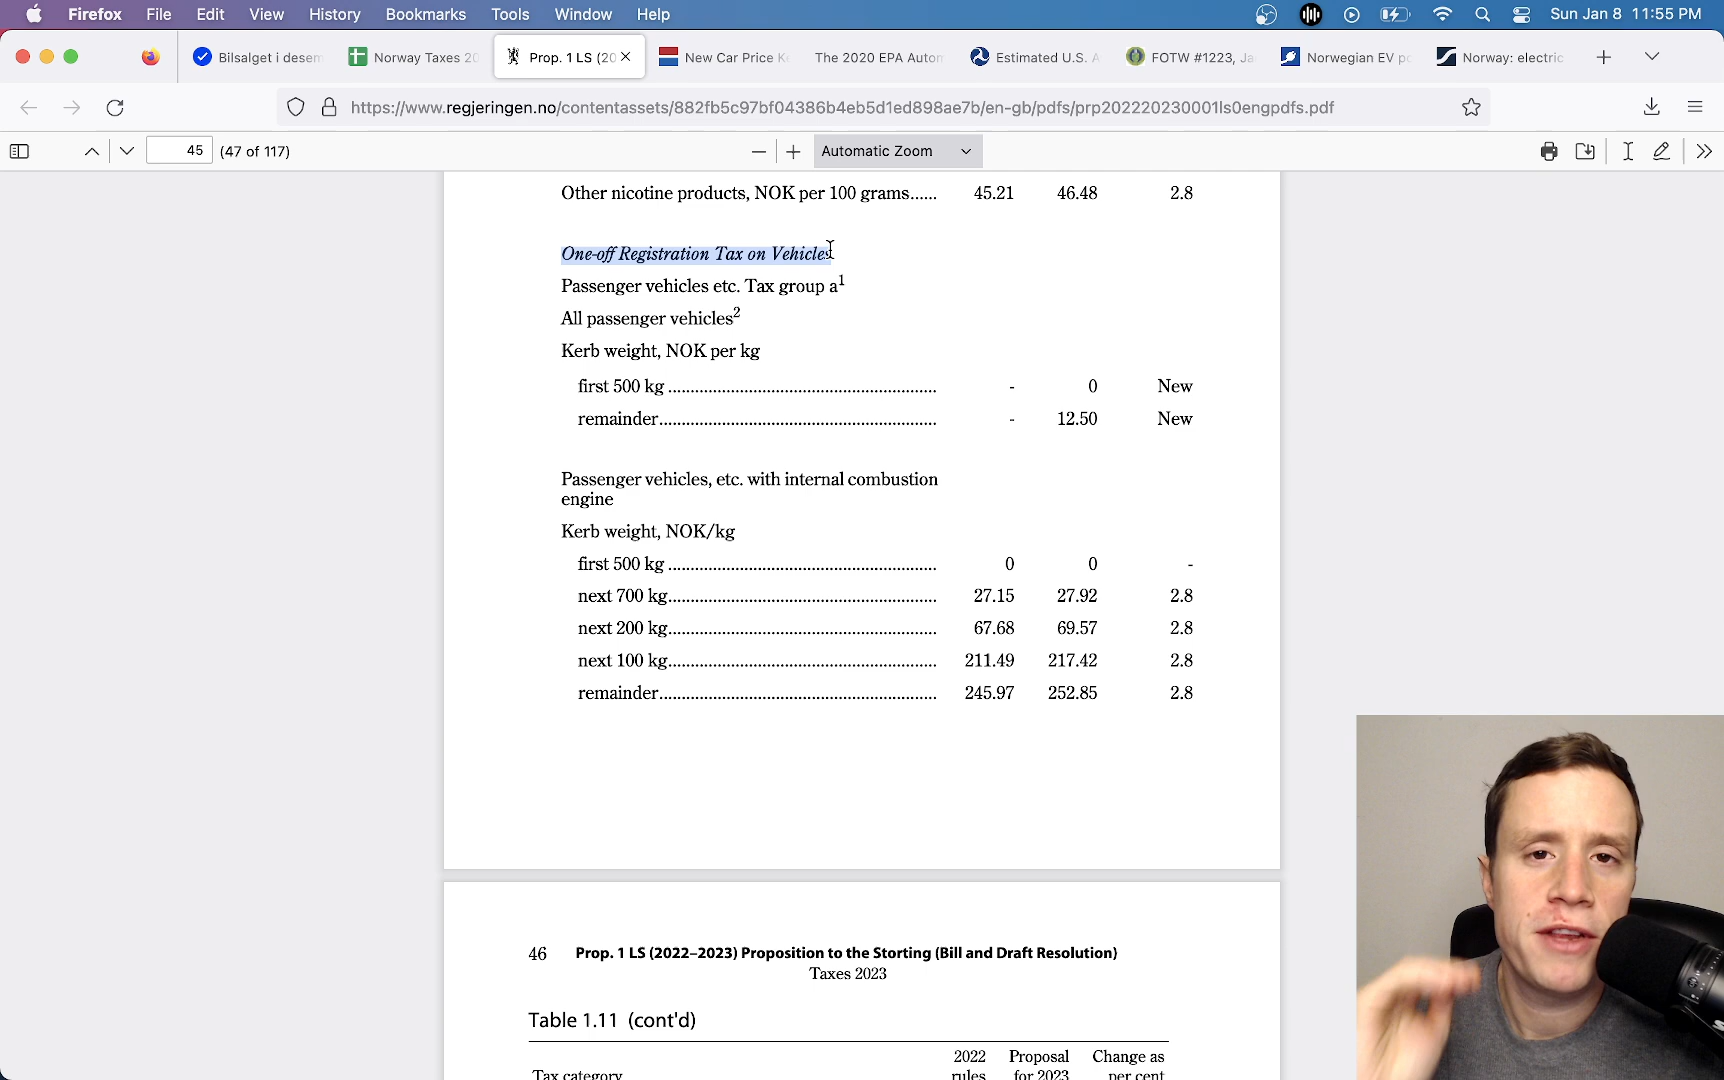 Firefox File Edit View History Bookmarks Tools Window Help Sun Jan 8 11:55 PM
Bilsalget i desem Norway Taxes 20 Prop. 1 LS (20 New Car Price Ke The 2020 EPA Autom Estimated U.S. A FOTW #1223, Ja Norwegian EV po Norway: electric
https://www.regjeringen.no/contentassets/882fb5c97bf04386b4eb5d1ed898ae7b/en-gb/pdfs/prp202220230001ls0engpdfs.pdf
45 (47 of 117) Automatic Zoom
Other nicotine products, NOK per 100 grams...... 45.21 46.48 2.8
One-off Registration Tax on Vehicles
Passenger vehicles etc. Tax group a1
All passenger vehicles2
Kerb weight, NOK per kg
first 500 kg ........................................................ - 0 New
remainder.......................................................... - 12.50 New
Passenger vehicles, etc. with internal combustion
engine
Kerb weight, NOK/kg
first 500 kg ........................................................ 0 0 -
next 700 kg........................................................ 27.15 27.92 2.8
next 200 kg........................................................ 67.68 69.57 2.8
next 100 kg........................................................ 211.49 217.42 2.8
remainder.......................................................... 245.97 252.85 2.8
46 Prop. 1 LS (2022–2023) Proposition to the Storting (Bill and Draft Resolution)
Taxes 2023
Table 1.11 (cont'd)
2022 Proposal Change as
Tax category rules for 2023 per cent